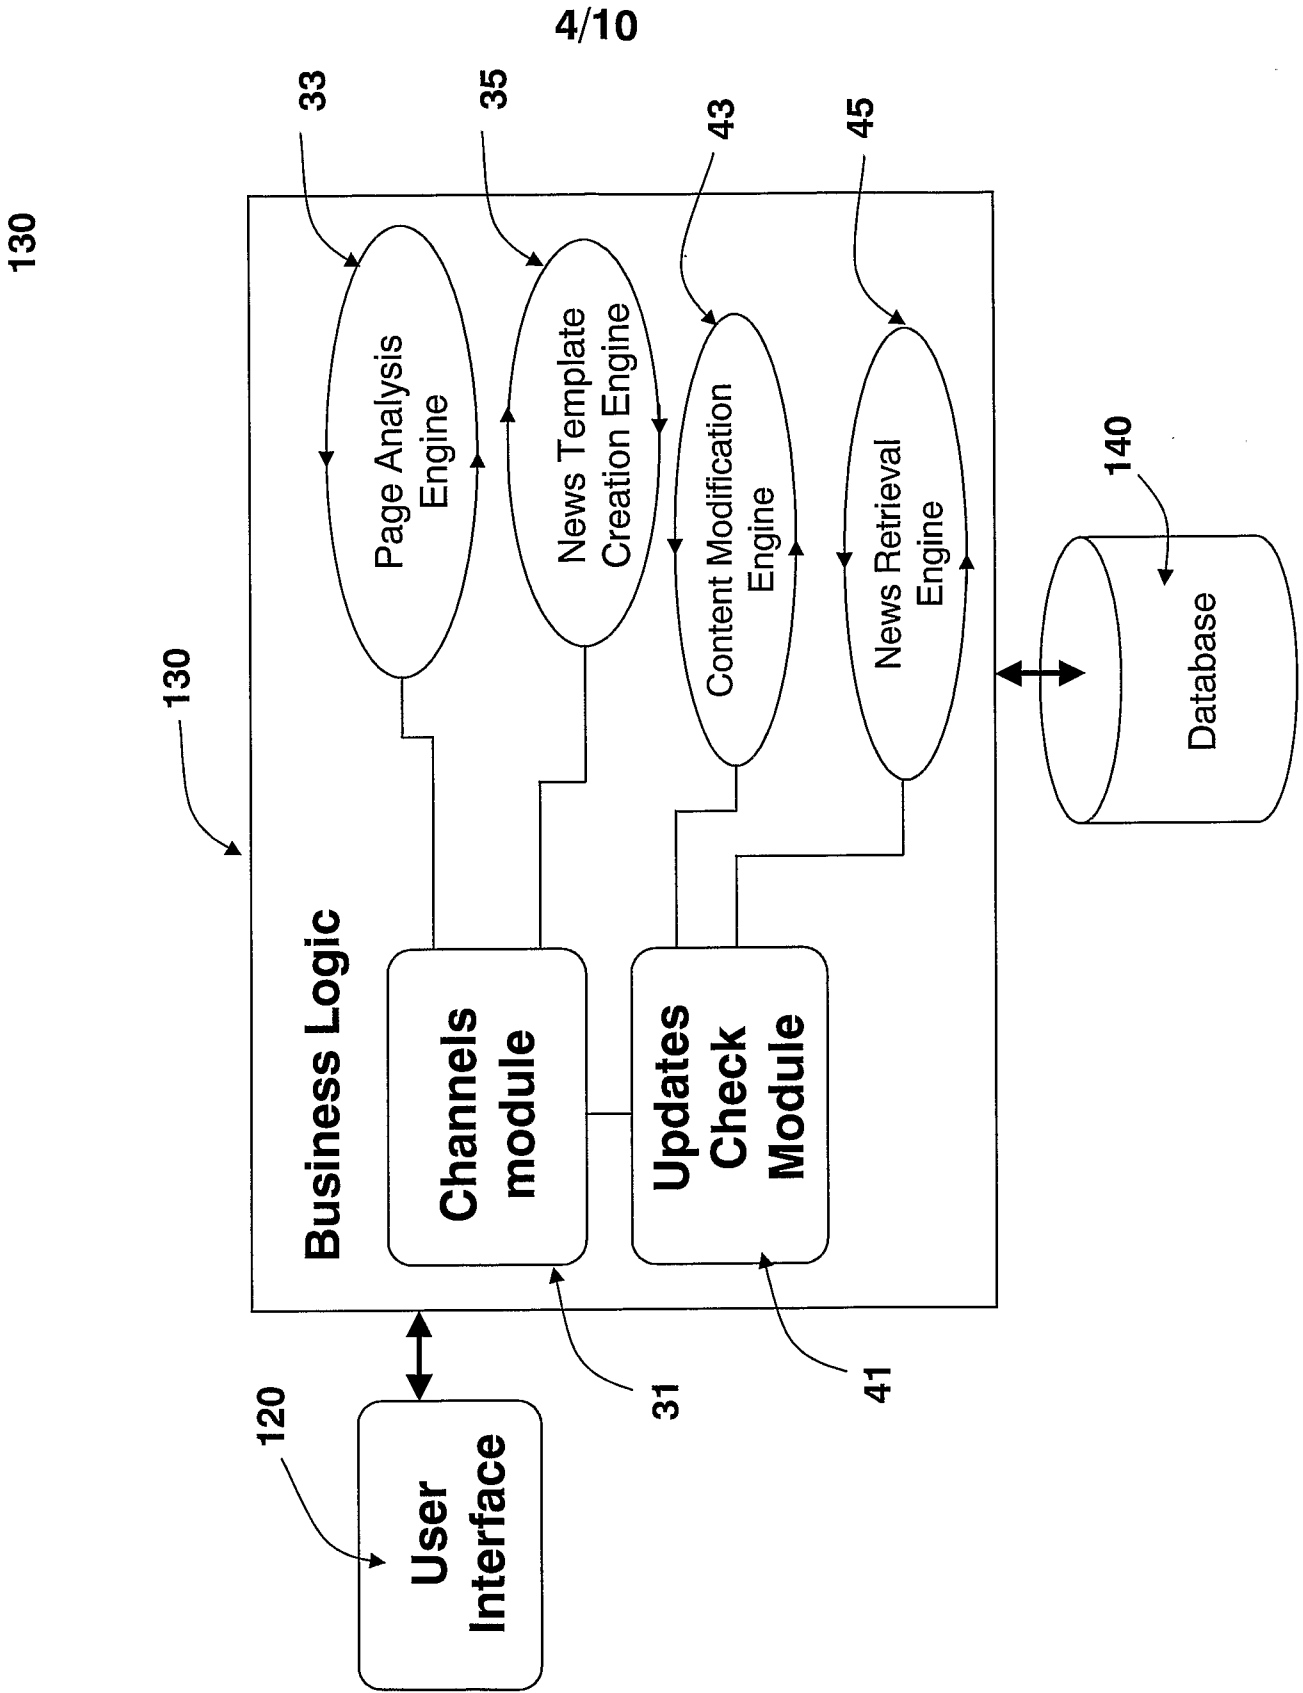 4/10
130
130
33
35
43
45
Business Logic
Page Analysis
Engine
News Template
Creation Engine
Content Modification
Engine
News Retrieval
Engine
Channels
module
Updates
Check
Module
31
41
120
User
Interface
140
Database